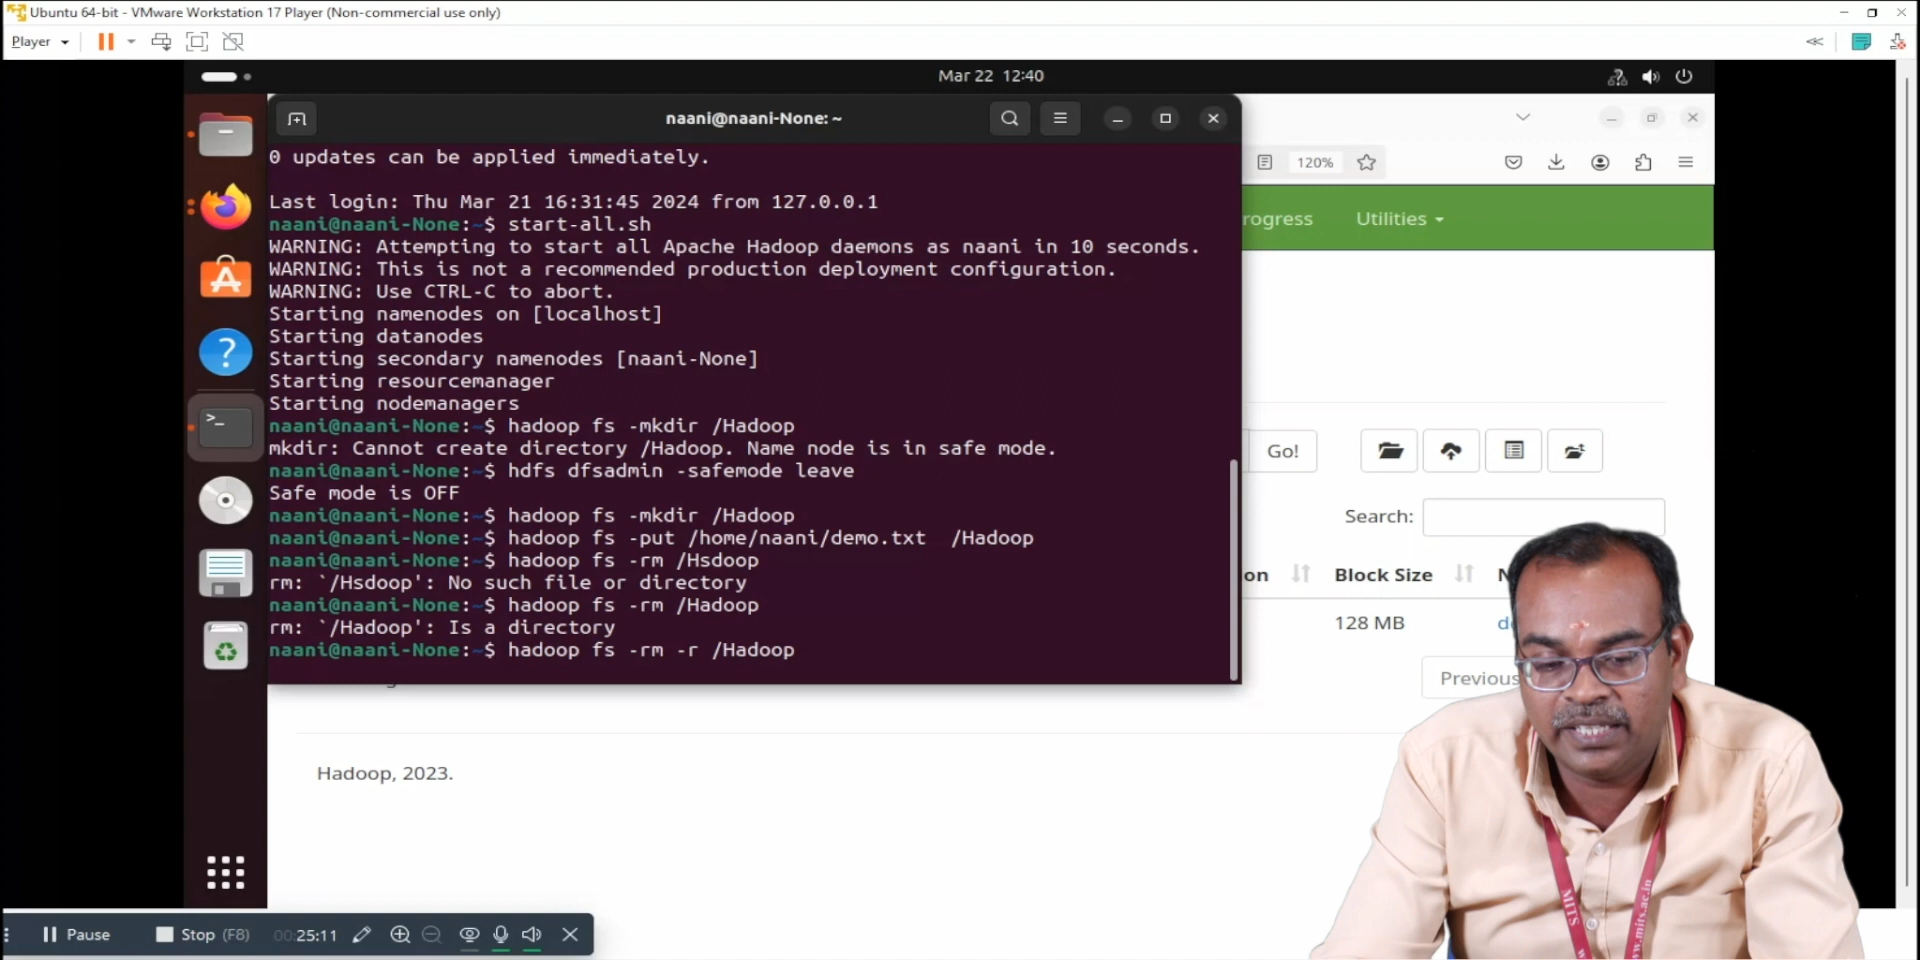 Ubuntu 64-bit - VMware Workstation 17 Player (Non-commercial use only)
Player
Mar 22 12:40
naani@naani-None: ~
0 updates can be applied immediately.
Last login: Thu Mar 21 16:31:45 2024 from 127.0.0.1
naani@naani-None:~$ start-all.sh
WARNING: Attempting to start all Apache Hadoop daemons as naani in 10 seconds.
WARNING: This is not a recommended production deployment configuration.
WARNING: Use CTRL-C to abort.
Starting namenodes on [localhost]
Starting datanodes
Starting secondary namenodes [naani-None]
Starting resourcemanager
Starting nodemanagers
naani@naani-None:~$ hadoop fs -mkdir /Hadoop
mkdir: Cannot create directory /Hadoop. Name node is in safe mode.
naani@naani-None:~$ hdfs dfsadmin -safemode leave
Safe mode is OFF
naani@naani-None:~$ hadoop fs -mkdir /Hadoop
naani@naani-None:~$ hadoop fs -put /home/naani/demo.txt  /Hadoop
naani@naani-None:~$ hadoop fs -rm /Hsdoop
rm: `/Hsdoop': No such file or directory
naani@naani-None:~$ hadoop fs -rm /Hadoop
rm: `/Hadoop': Is a directory
naani@naani-None:~$ hadoop fs -rm -r /Hadoop
120%
rogress Utilities
Go!
Search:
on Block Size N
128 MB d
Previous
Hadoop, 2023.
MITS
www.mits.ac.in
Pause Stop (F8) 00:25:11